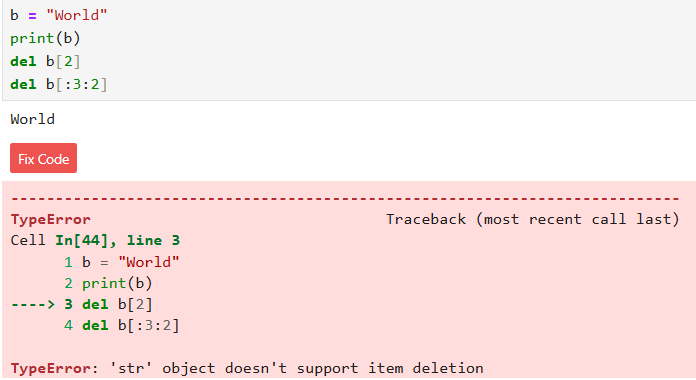 b = "World"
print(b)
del b[2]
del b[:3:2]
World
Fix Code
---------------------------------------------------------------------------
TypeError                                 Traceback (most recent call last)
Cell In[44], line 3
      1 b = "World"
      2 print(b)
----> 3 del b[2]
      4 del b[:3:2]
TypeError: 'str' object doesn't support item deletion